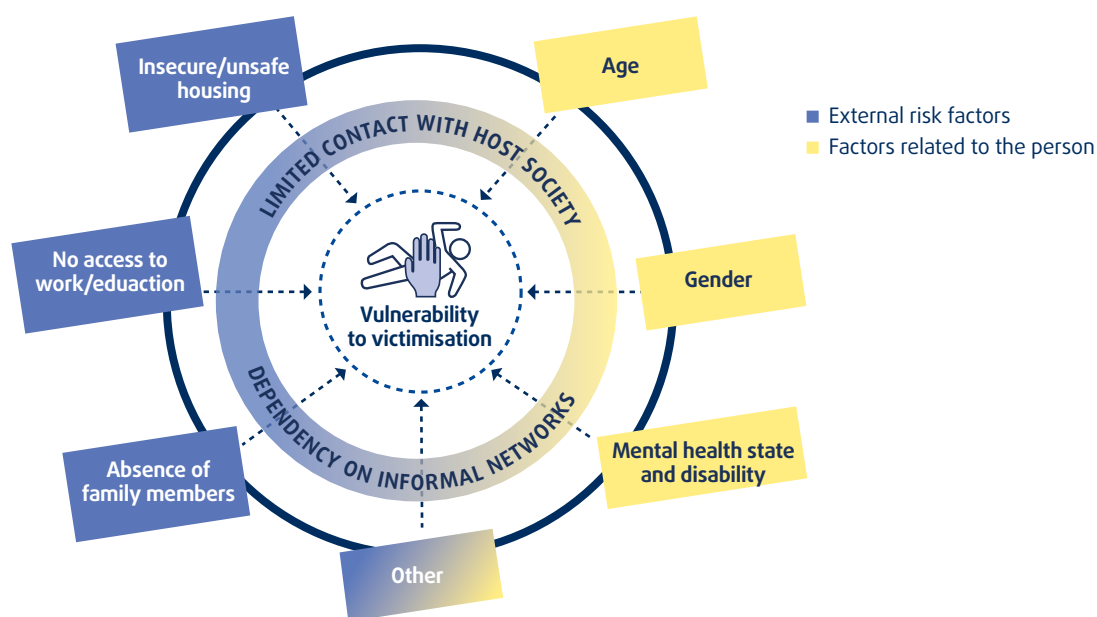 Insecure/unsafe
housing
Age
External risk factors
Factors related to the person
LIMITED CONTACT WITH HOST SOCIETY
No access to
work/eduaction
Gender
Vulnerability
to victimisation
DEPENDENCY ON INFORMAL NETWORKS
Absence of
family members
Mental health state
and disability
Other